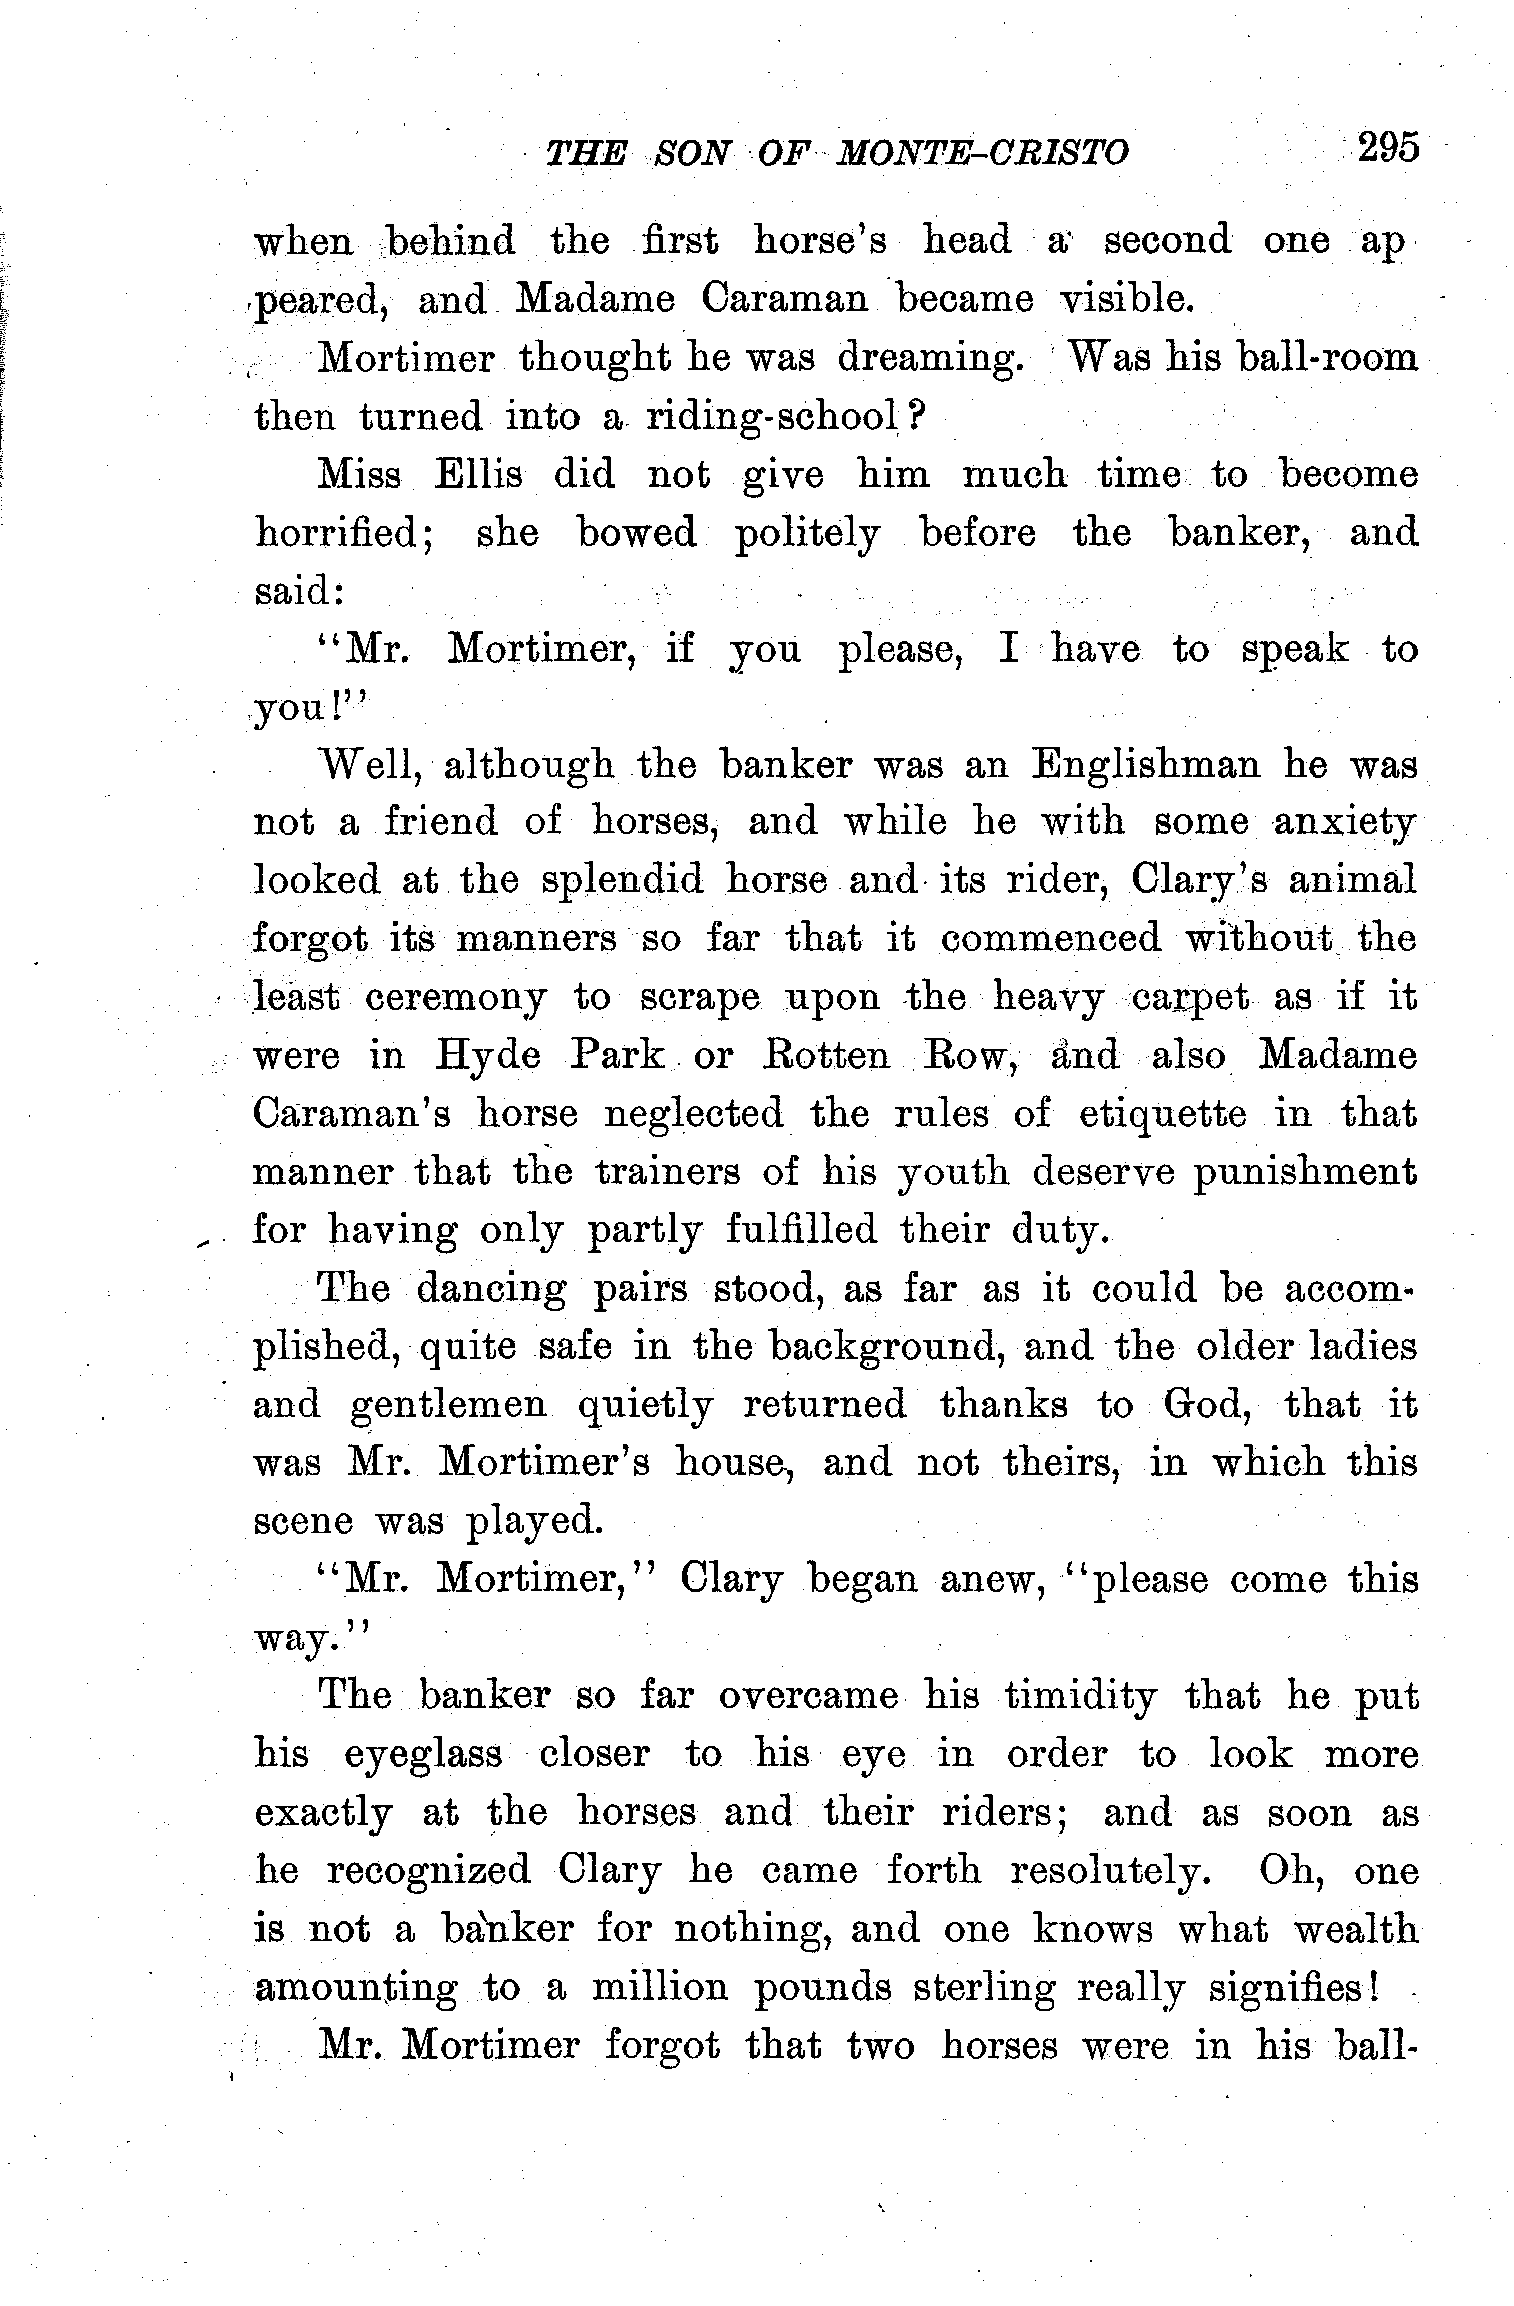 THE SON OF MONTE-CRISTO 295
when behind the first horse's head a second one ap
peared, and Madame Caraman became visible.
Mortimer thought he was dreaming. Was his ball-room
then turned into a riding-school?
Miss Ellis did not give him much time to become
horrified; she bowed politely before the banker, and
said:
"Mr. Mortimer, if you please, I have to speak to
you!"
Well, although the banker was an Englishman he was
not a friend of horses, and while he with some anxiety
looked at the splendid horse and its rider, Clary's animal
forgot its manners so far that it commenced without the
least ceremony to scrape upon the heavy carpet as if it
were in Hyde Park or Rotten Row, and also Madame
Caraman's horse neglected the rules of etiquette in that
manner that the trainers of his youth deserve punishment
for having only partly fulfilled their duty.
The dancing pairs stood, as far as it could be accom-
plished, quite safe in the background, and the older ladies
and gentlemen quietly returned thanks to God, that it
was Mr. Mortimer's house, and not theirs, in which this
scene was played.
"Mr. Mortimer," Clary began anew, "please come this
way."
The banker so far overcame his timidity that he put
his eyeglass closer to his eye in order to look more
exactly at the horses and their riders; and as soon as
he recognized Clary he came forth resolutely. Oh, one
is not a banker for nothing, and one knows what wealth
amounting to a million pounds sterling really signifies!
Mr. Mortimer forgot that two horses were in his ball-